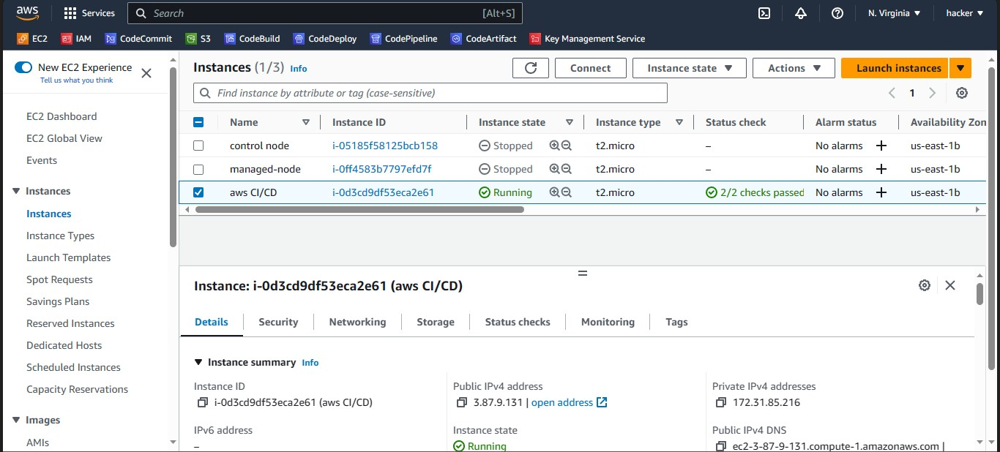 aws Services Search [Alt+S] N. Virginia hacker
EC2 IAM CodeCommit S3 CodeBuild CodeDeploy CodePipeline CodeArtifact Key Management Service
New EC2 Experience
Tell us what you think
EC2 Dashboard
EC2 Global View
Events
Instances
Instances
Instance Types
Launch Templates
Spot Requests
Savings Plans
Reserved Instances
Dedicated Hosts
Scheduled Instances
Capacity Reservations
Images
AMIs
Instances (1/3) Info Connect Instance state Actions Launch instances
Find instance by attribute or tag (case-sensitive) 1
Name Instance ID Instance state Instance type Status check Alarm status Availability Zon
control node i-05185f58125bcb158 Stopped t2.micro – No alarms us-east-1b
managed-node i-0ff4583b7797efd7f Stopped t2.micro – No alarms us-east-1b
aws CI/CD i-0d3cd9df53eca2e61 Running t2.micro 2/2 checks passed No alarms us-east-1b
Instance: i-0d3cd9df53eca2e61 (aws CI/CD)
Details Security Networking Storage Status checks Monitoring Tags
Instance summary Info
Instance ID
i-0d3cd9df53eca2e61 (aws CI/CD)
IPv6 address
–
Public IPv4 address
3.87.9.131 | open address
Instance state
Running
Private IPv4 addresses
172.31.85.216
Public IPv4 DNS
ec2-3-87-9-131.compute-1.amazonaws.com |